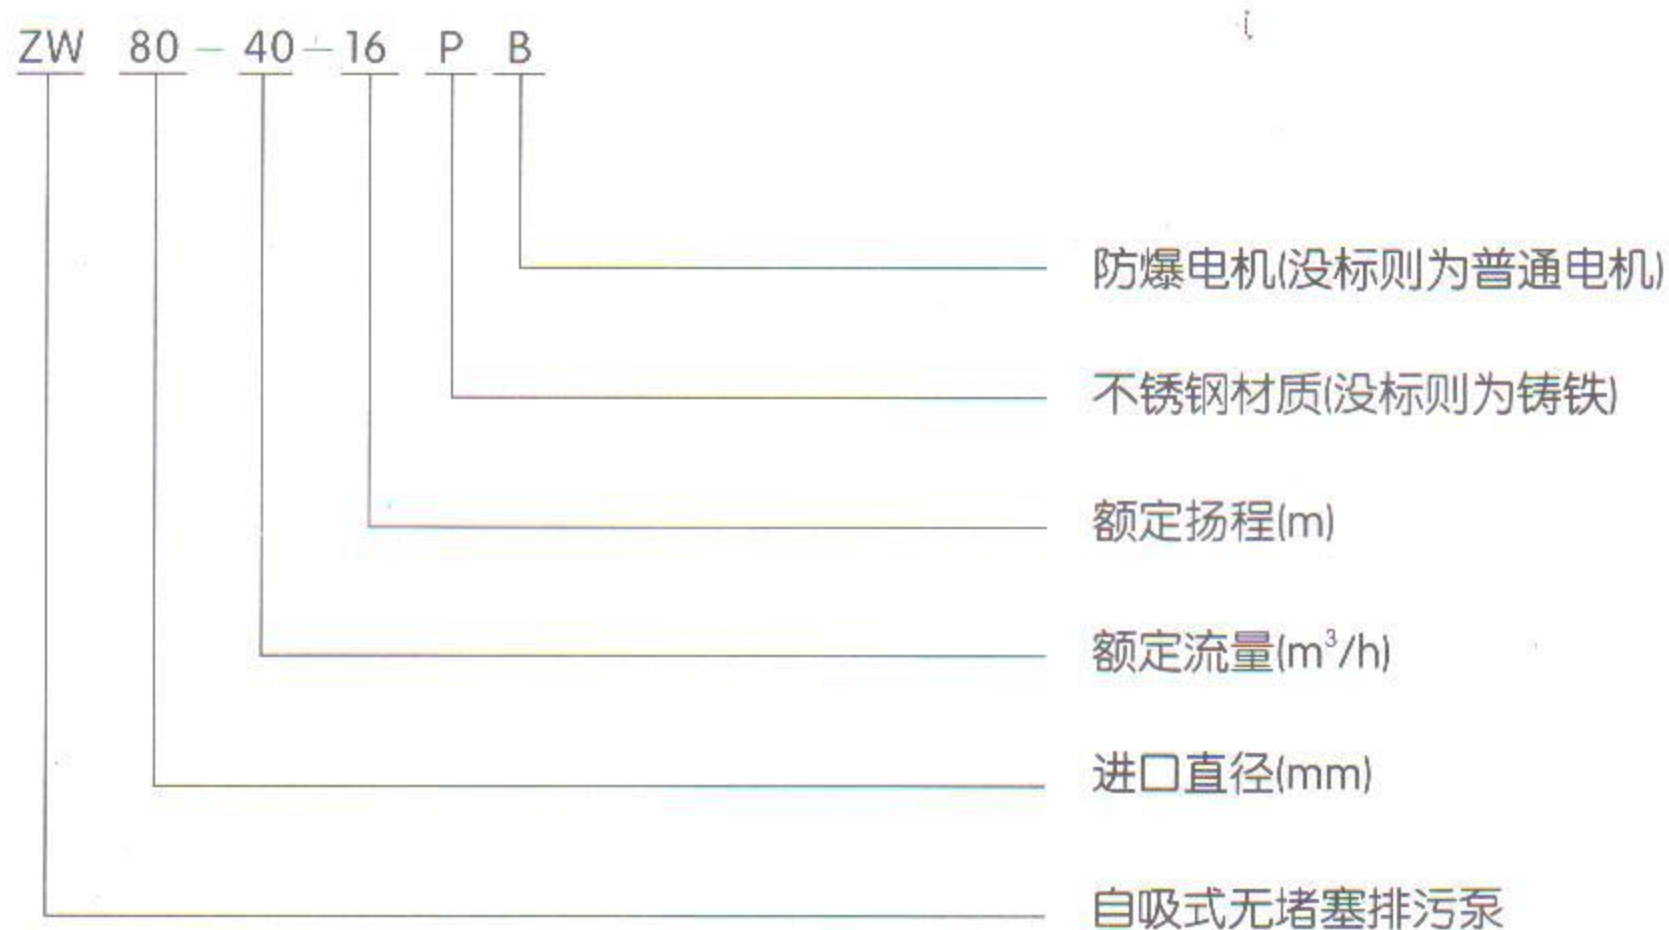 ZW 80-40-16 P B
防爆电机(没标则为普通电机)
不锈钢材质(没标则为铸铁)
额定扬程(m)
额定流量(m³/h)
进口直径(mm)
自吸式无堵塞排污泵